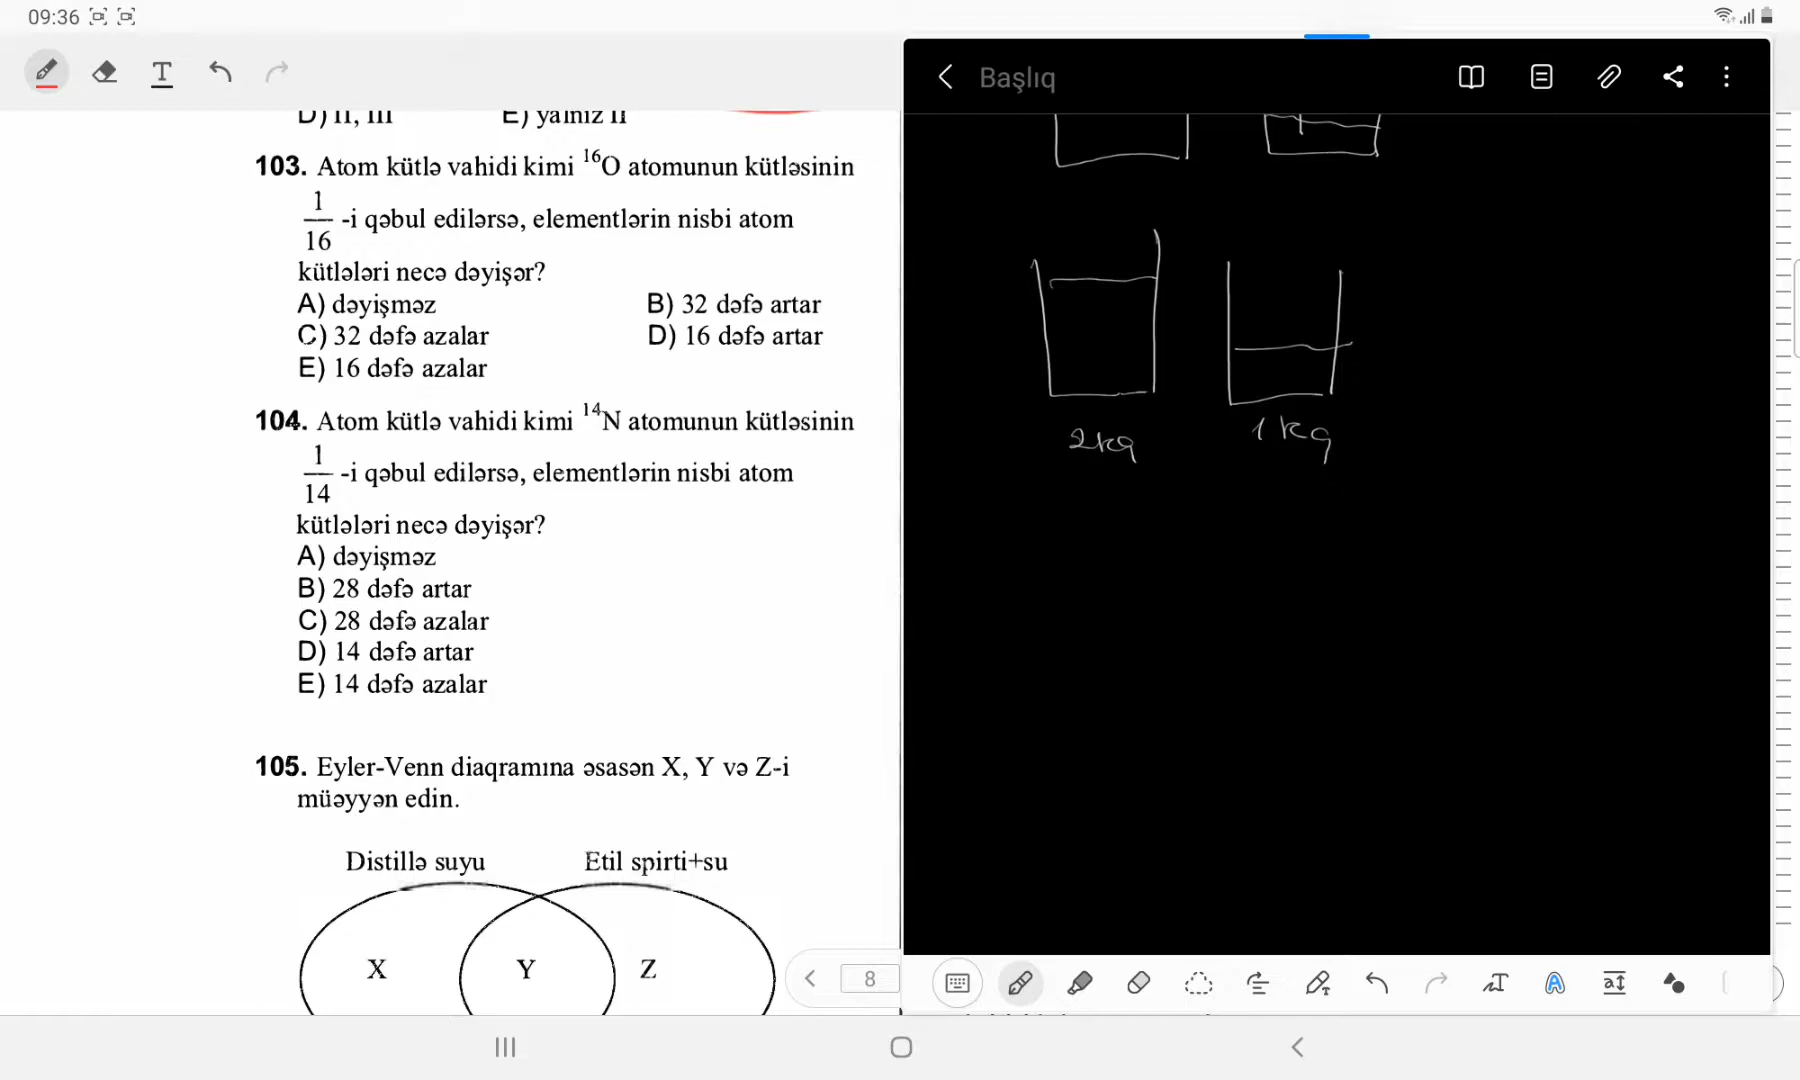 09:36
Başlıq
D) II, III E) yalnız II
103. Atom kütlə vahidi kimi ¹⁶O atomunun kütləsinin
1/16 -i qəbul edilərsə, elementlərin nisbi atom
kütlələri necə dəyişər?
A) dəyişməz B) 32 dəfə artar
C) 32 dəfə azalar D) 16 dəfə artar
E) 16 dəfə azalar
104. Atom kütlə vahidi kimi ¹⁴N atomunun kütləsinin
1/14 -i qəbul edilərsə, elementlərin nisbi atom
kütlələri necə dəyişər?
A) dəyişməz
B) 28 dəfə artar
C) 28 dəfə azalar
D) 14 dəfə artar
E) 14 dəfə azalar
105. Eyler-Venn diaqramına əsasən X, Y və Z-i
müəyyən edin.
Distillə suyu Etil spirti+su
X Y Z
8
2kq 1kq